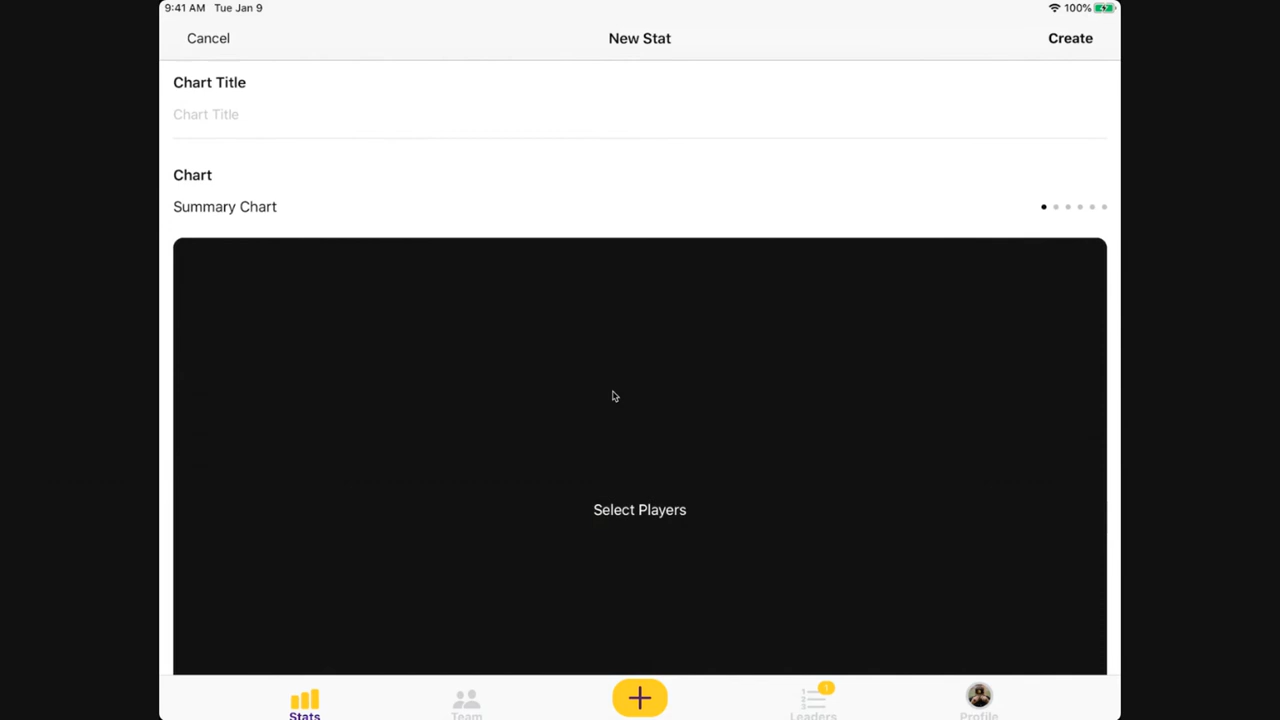 9:41 AM Tue Jan 9 100%
Cancel New Stat Create
Chart Title
Chart Title
Chart
Summary Chart
Select Players
1
Stats Team Leaders Profile